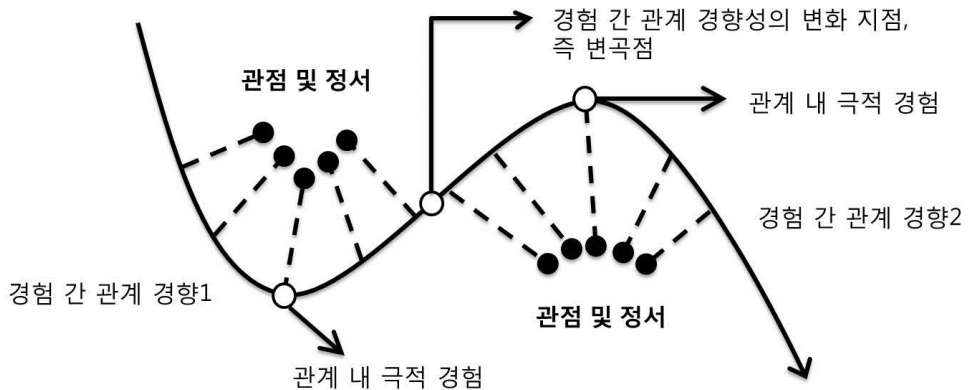 경험 간 관계 경향성의 변화 지점,
즉 변곡점
관점 및 정서
관계 내 극적 경험
경험 간 관계 경향2
경험 간 관계 경향1
관점 및 정서
관계 내 극적 경험